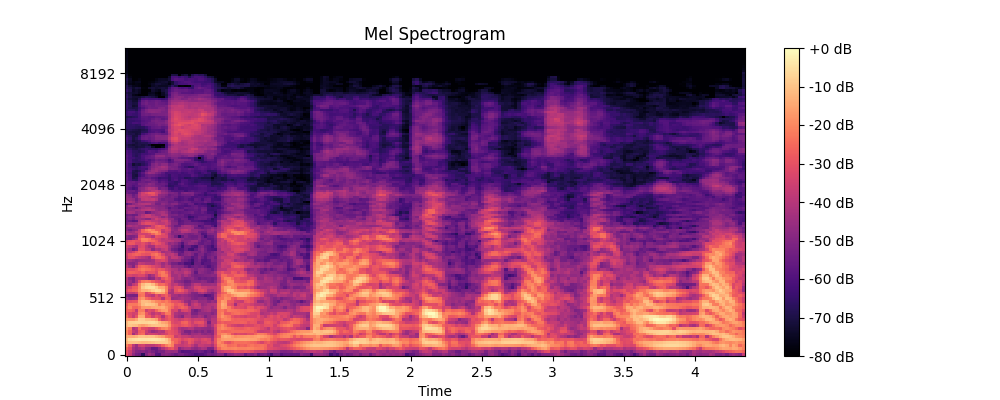 Mel Spectrogram
Hz
8192
4096
2048
1024
512
0
0 0.5 1 1.5 2 2.5 3 3.5 4
Time
+0 dB
-10 dB
-20 dB
-30 dB
-40 dB
-50 dB
-60 dB
-70 dB
-80 dB